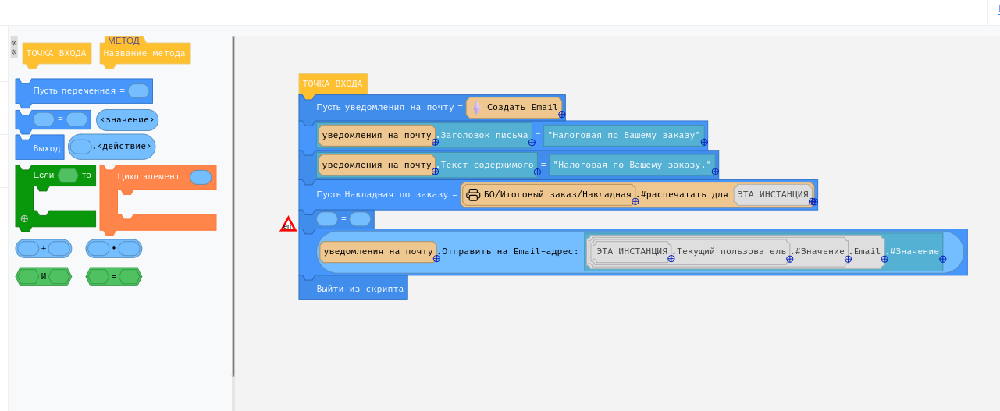 «
«
ТОЧКА ВХОДА
МЕТОД
Название метода
Пусть переменная =
=
‹значение›
Выход
.‹действие›
Если то
Цикл элемент :
+
•
И
=
ТОЧКА ВХОДА
Пусть уведомления на почту = Создать Email
уведомления на почту.Заголовок письма = "Налоговая по Вашему заказу"
уведомления на почту.Текст содержимого = "Налоговая по Вашему заказу."
Пусть Накладная по заказу = БО/Итоговый заказ/Накладная.#распечатать для ЭТА ИНСТАНЦИЯ
err
=
уведомления на почту.Отправить на Email-адрес: ЭТА ИНСТАНЦИЯ.Текущий пользователь.#Значение.Email.#Значение
Выйти из скрипта